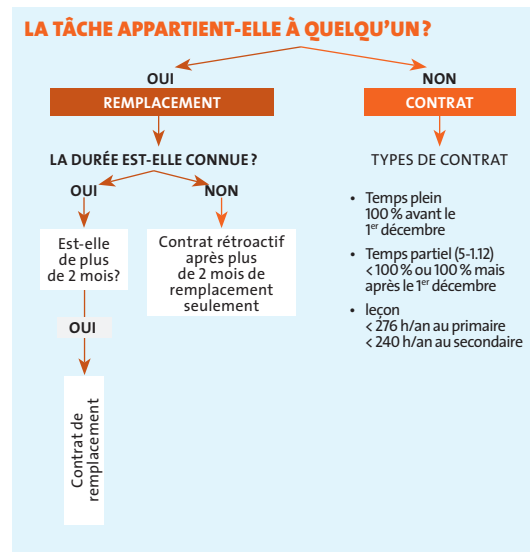 LA TÂCHE APPARTIENT-ELLE À QUELQU'UN ?
OUI
NON
REMPLACEMENT
CONTRAT
LA DURÉE EST-ELLE CONNUE ?
TYPES DE CONTRAT
OUI
NON
Est-elle
de plus
de 2 mois?
Contrat rétroactif
après plus
de 2 mois de
remplacement
seulement
• Temps plein
100 % avant le
1er décembre
• Temps partiel (5-1.12)
< 100 % ou 100 % mais
après le 1er décembre
• leçon
< 276 h/an au primaire
< 240 h/an au secondaire
OUI
Contrat de
remplacement